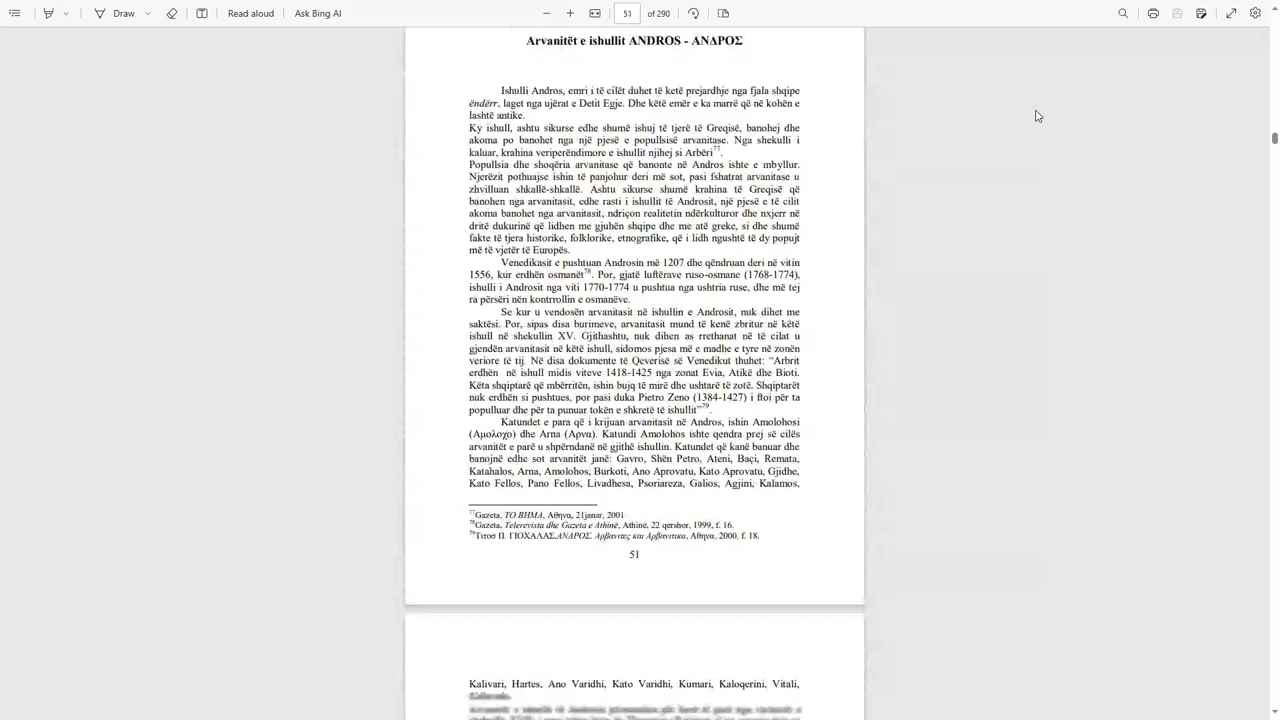 Draw
Read aloud
Ask Bing AI
51
of 290
Arvanitët e ishullit ANDROS - ΑΝΔΡΟΣ
Ishulli Andros, emri i të cilët duhet të ketë prejardhje nga fjala shqipe
ëndërr, laget nga ujërat e Detit Egje. Dhe këtë emër e ka marrë që në kohën e
lashtë antike.
Ky ishull, ashtu sikurse edhe shumë ishuj të tjerë të Greqisë, banohej dhe
akoma po banohet nga një pjesë e popullsisë arvanitase. Nga shekulli i
kaluar, krahina veriperëndimore e ishullit njihej si Arbëri77.
Popullsia dhe shoqëria arvanitase që banonte në Andros ishte e mbyllur.
Njerëzit pothuajse ishin të panjohur deri më sot, pasi fshatrat arvanitase u
zhvilluan shkallë-shkallë. Ashtu sikurse shumë krahina të Greqisë që
banohen nga arvanitasit, edhe rasti i ishullit të Androsit, një pjesë e të cilit
akoma banohet nga arvanitasit, ndriçon realitetin ndërkulturor dhe nxjerr në
dritë dukurinë që lidhen me gjuhën shqipe dhe me atë greke, si dhe shumë
fakte të tjera historike, folklorike, etnografike, që i lidh ngushtë të dy popujt
më të vjetër të Europës.
Venedikasit e pushtuan Androsin më 1207 dhe qëndruan deri në vitin
1556, kur erdhën osmanët78. Por, gjatë luftërave ruso-osmane (1768-1774),
ishulli i Androsit nga viti 1770-1774 u pushtua nga ushtria ruse, dhe më tej
ra përsëri nën kontrrollin e osmanëve.
Se kur u vendosën arvanitasit në ishullin e Androsit, nuk dihet me
saktësi. Por, sipas disa burimeve, arvanitasit mund të kenë zbritur në këtë
ishull në shekullin XV. Gjithashtu, nuk dihen as rrethanat në të cilat u
gjendën arvanitasit në këtë ishull, sidomos pjesa më e madhe e tyre në zonën
veriore të tij. Në disa dokumente të Qeverisë së Venedikut thuhet: “Arbrit
erdhën në ishull midis viteve 1418-1425 nga zonat Evia, Atikë dhe Bioti.
Këta shqiptarë që mbërritën, ishin bujq të mirë dhe ushtarë të zotë. Shqiptarët
nuk erdhën si pushtues, por pasi duka Pietro Zeno (1384-1427) i ftoi për ta
populluar dhe për ta punuar tokën e shkretë të ishullit”79.
Katundet e para që i krijuan arvanitasit në Andros, ishin Amolohosi
(Αμολοχο) dhe Arna (Αρνα). Katundi Amolohos ishte qendra prej së cilës
arvanitët e parë u shpërndanë në gjithë ishullin. Katundet që kanë banuar dhe
banojnë edhe sot arvanitët janë: Gavro, Shën Petro, Ateni, Baçi, Remata,
Katahalos, Arna, Amolohos, Burkoti, Ano Aprovatu, Kato Aprovatu, Gjidhe,
Kato Fellos, Pano Fellos, Livadhesa, Psoriareza, Galios, Agjini, Kalamos,
77Gazeta, ΤΟ ΒΗΜΑ, Αθηνα, 21janar, 2001
78Gazeta, Telerevista dhe Gazeta e Athinë, Athinë, 22 qershor, 1999, f. 16.
79Τιτοσ Π. ΓΙΟΧΑΛΑΣ,ΑΝΔΡΟΣ. Αρβανιτες και Αρβανιτικα, Αθηνα, 2000, f. 18.
51
Kalivari, Hartes, Ano Varidhi, Kato Varidhi, Kumari, Kaloqerini, Vitali,